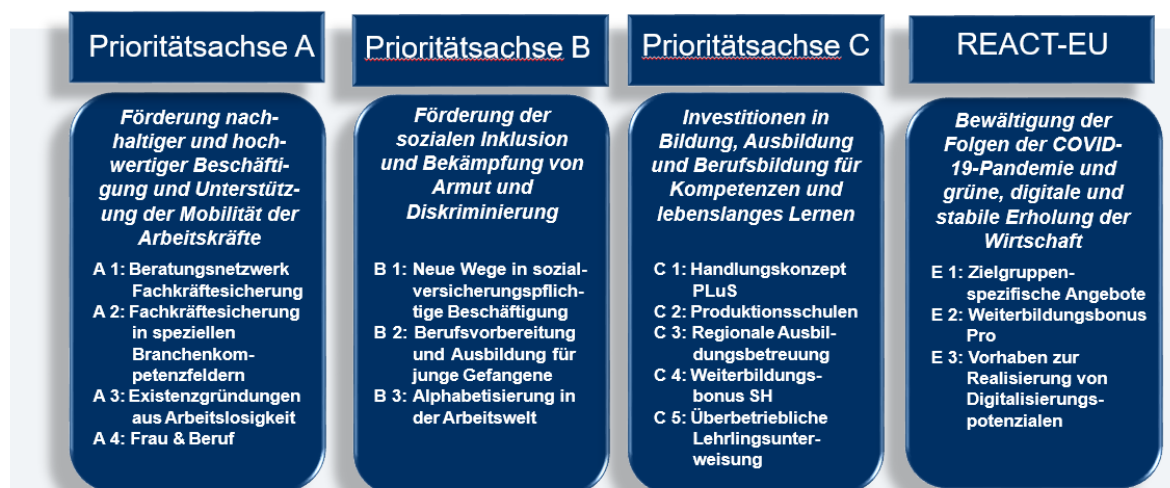 Prioritätsachse A
Förderung nach-
haltiger und hoch-
wertiger Beschäfti-
gung und Unterstütz-
ung der Mobilität der
Arbeitskräfte
A 1: Beratungsnetzwerk
Fachkräftesicherung
A 2: Fachkräftesicherung
in speziellen
Branchenkom-
petenzfeldern
A 3: Existenzgründungen
aus Arbeitslosigkeit
A 4: Frau & Beruf
Prioritätsachse B
Förderung der
sozialen Inklusion
und Bekämpfung von
Armut und
Diskriminierung
B 1: Neue Wege in sozial-
versicherungspflich-
tige Beschäftigung
B 2: Berufsvorbereitung
und Ausbildung für
junge Gefangene
B 3: Alphabetisierung in
der Arbeitswelt
Prioritätsachse C
Investitionen in
Bildung, Ausbildung
und Berufsbildung für
Kompetenzen und
lebenslanges Lernen
C 1: Handlungskonzept
PLuS
C 2: Produktionsschulen
C 3: Regionale Ausbil-
dungsbetreuung
C 4: Weiterbildungs-
bonus SH
C 5: Überbetriebliche
Lehrlingsunter-
weisung
REACT-EU
Bewältigung der
Folgen der COVID-
19-Pandemie und
grüne, digitale und
stabile Erholung der
Wirtschaft
E 1: Zielgruppen-
spezifische Angebote
E 2: Weiterbildungsbonus
Pro
E 3: Vorhaben zur
Realisierung von
Digitalisierungs-
potenzialen